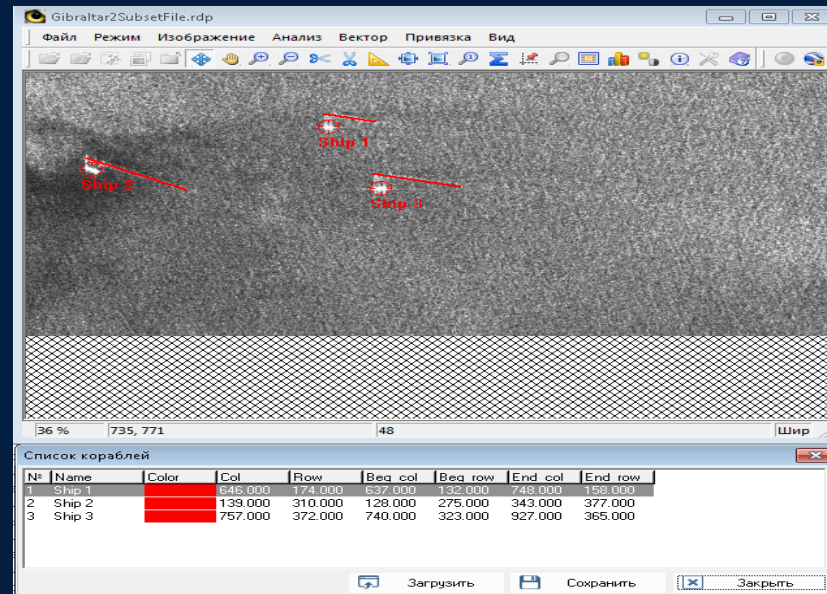 Gibraltar2SubsetFile.rdp
Файл Режим Изображение Анализ Вектор Привязка Вид
Ship 1
Ship 2
Ship 3
36 % 735, 771 48 Шир
Список кораблей
№ Name Color Col Row Beg col Beg row End col End row
1 Ship 1 646.000 174.000 637.000 132.000 748.000 158.000
2 Ship 2 139.000 310.000 128.000 275.000 343.000 377.000
3 Ship 3 757.000 372.000 740.000 323.000 927.000 365.000
Загрузить Сохранить Закрыть